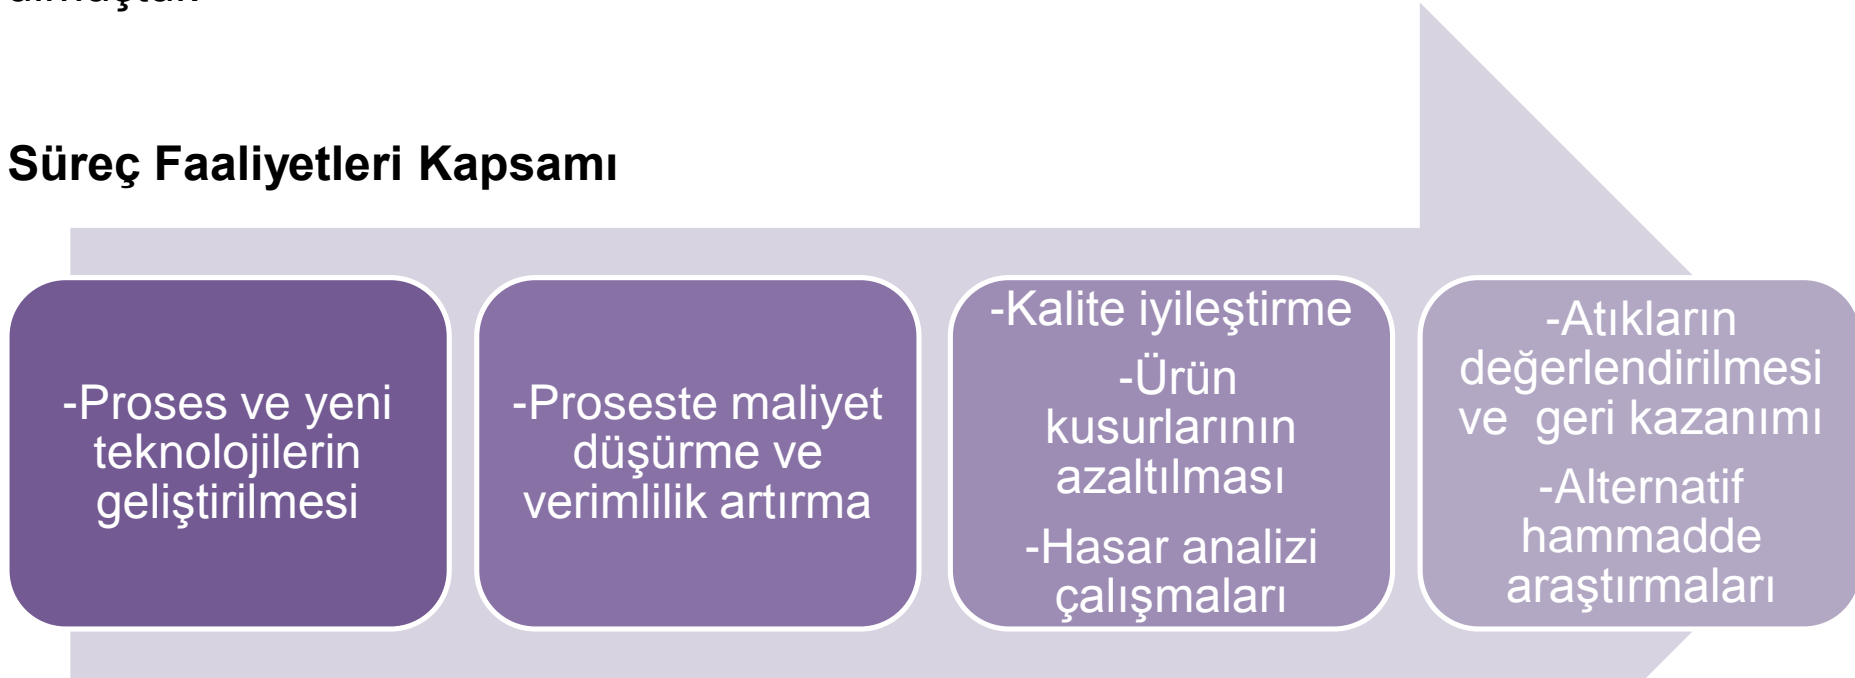 Süreç Faaliyetleri Kapsamı
-Proses ve yeni
teknolojilerin
geliştirilmesi
-Proseste maliyet
düşürme ve
verimlilik artırma
-Kalite iyileştirme
-Ürün
kusurlarının
azaltılması
-Hasar analizi
çalışmaları
-Atıkların
değerlendirilmesi
ve  geri kazanımı
-Alternatif
hammadde
araştırmaları